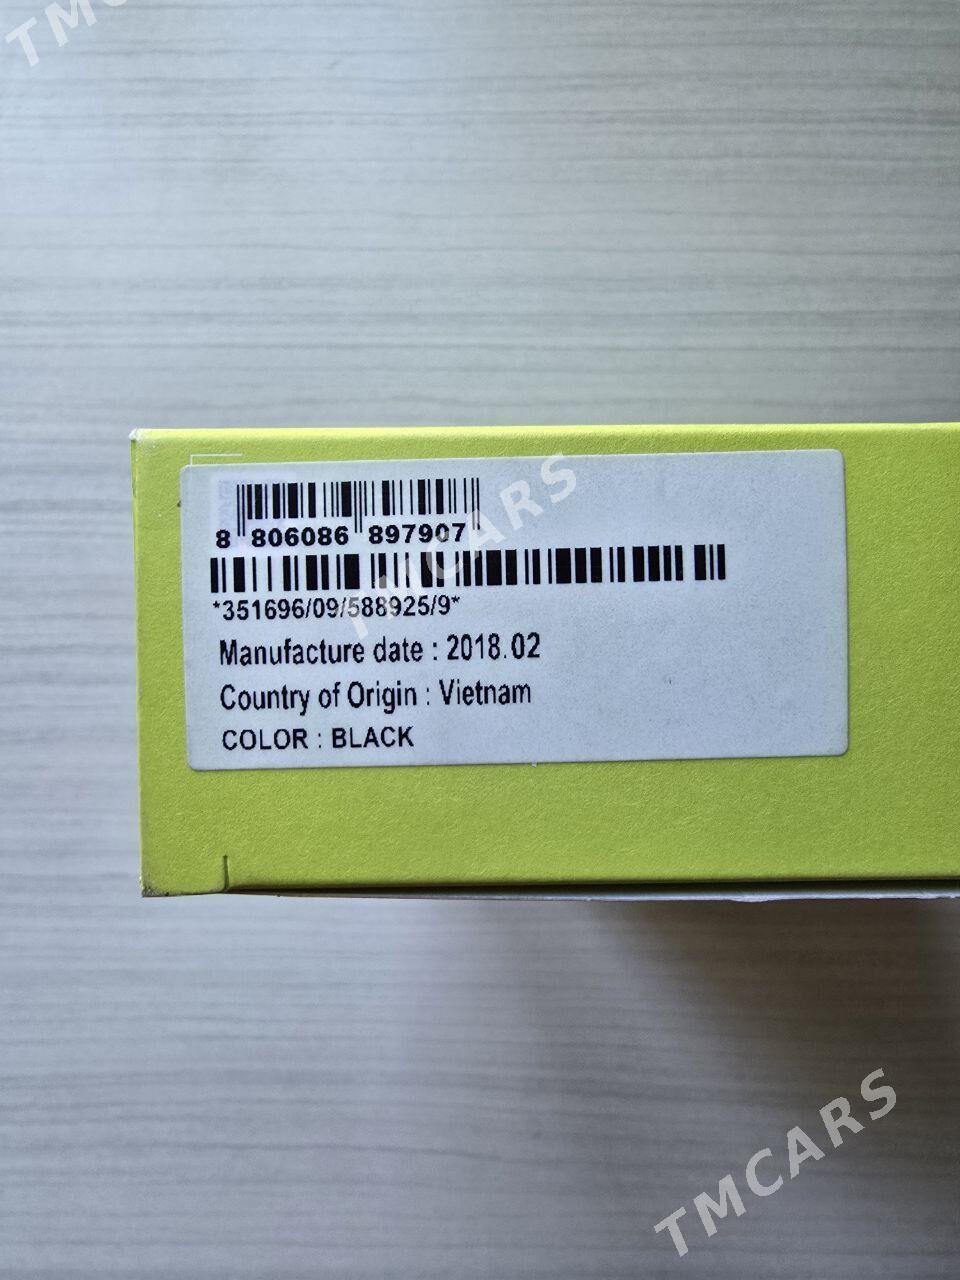 TMC
8 806086 897907
*351696/09/588925/9*
Manufacture date : 2018.02
Country of Origin : Vietnam
COLOR : BLACK
TMCARS
TMCARS